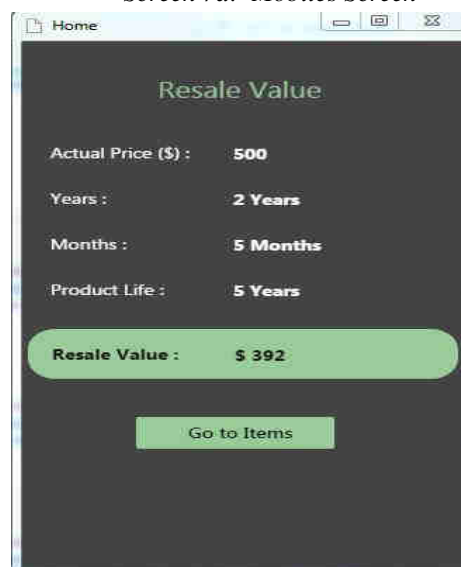 Home
Resale Value
Actual Price ($) : 500
Years : 2 Years
Months : 5 Months
Product Life : 5 Years
Resale Value : $ 392
Go to Items